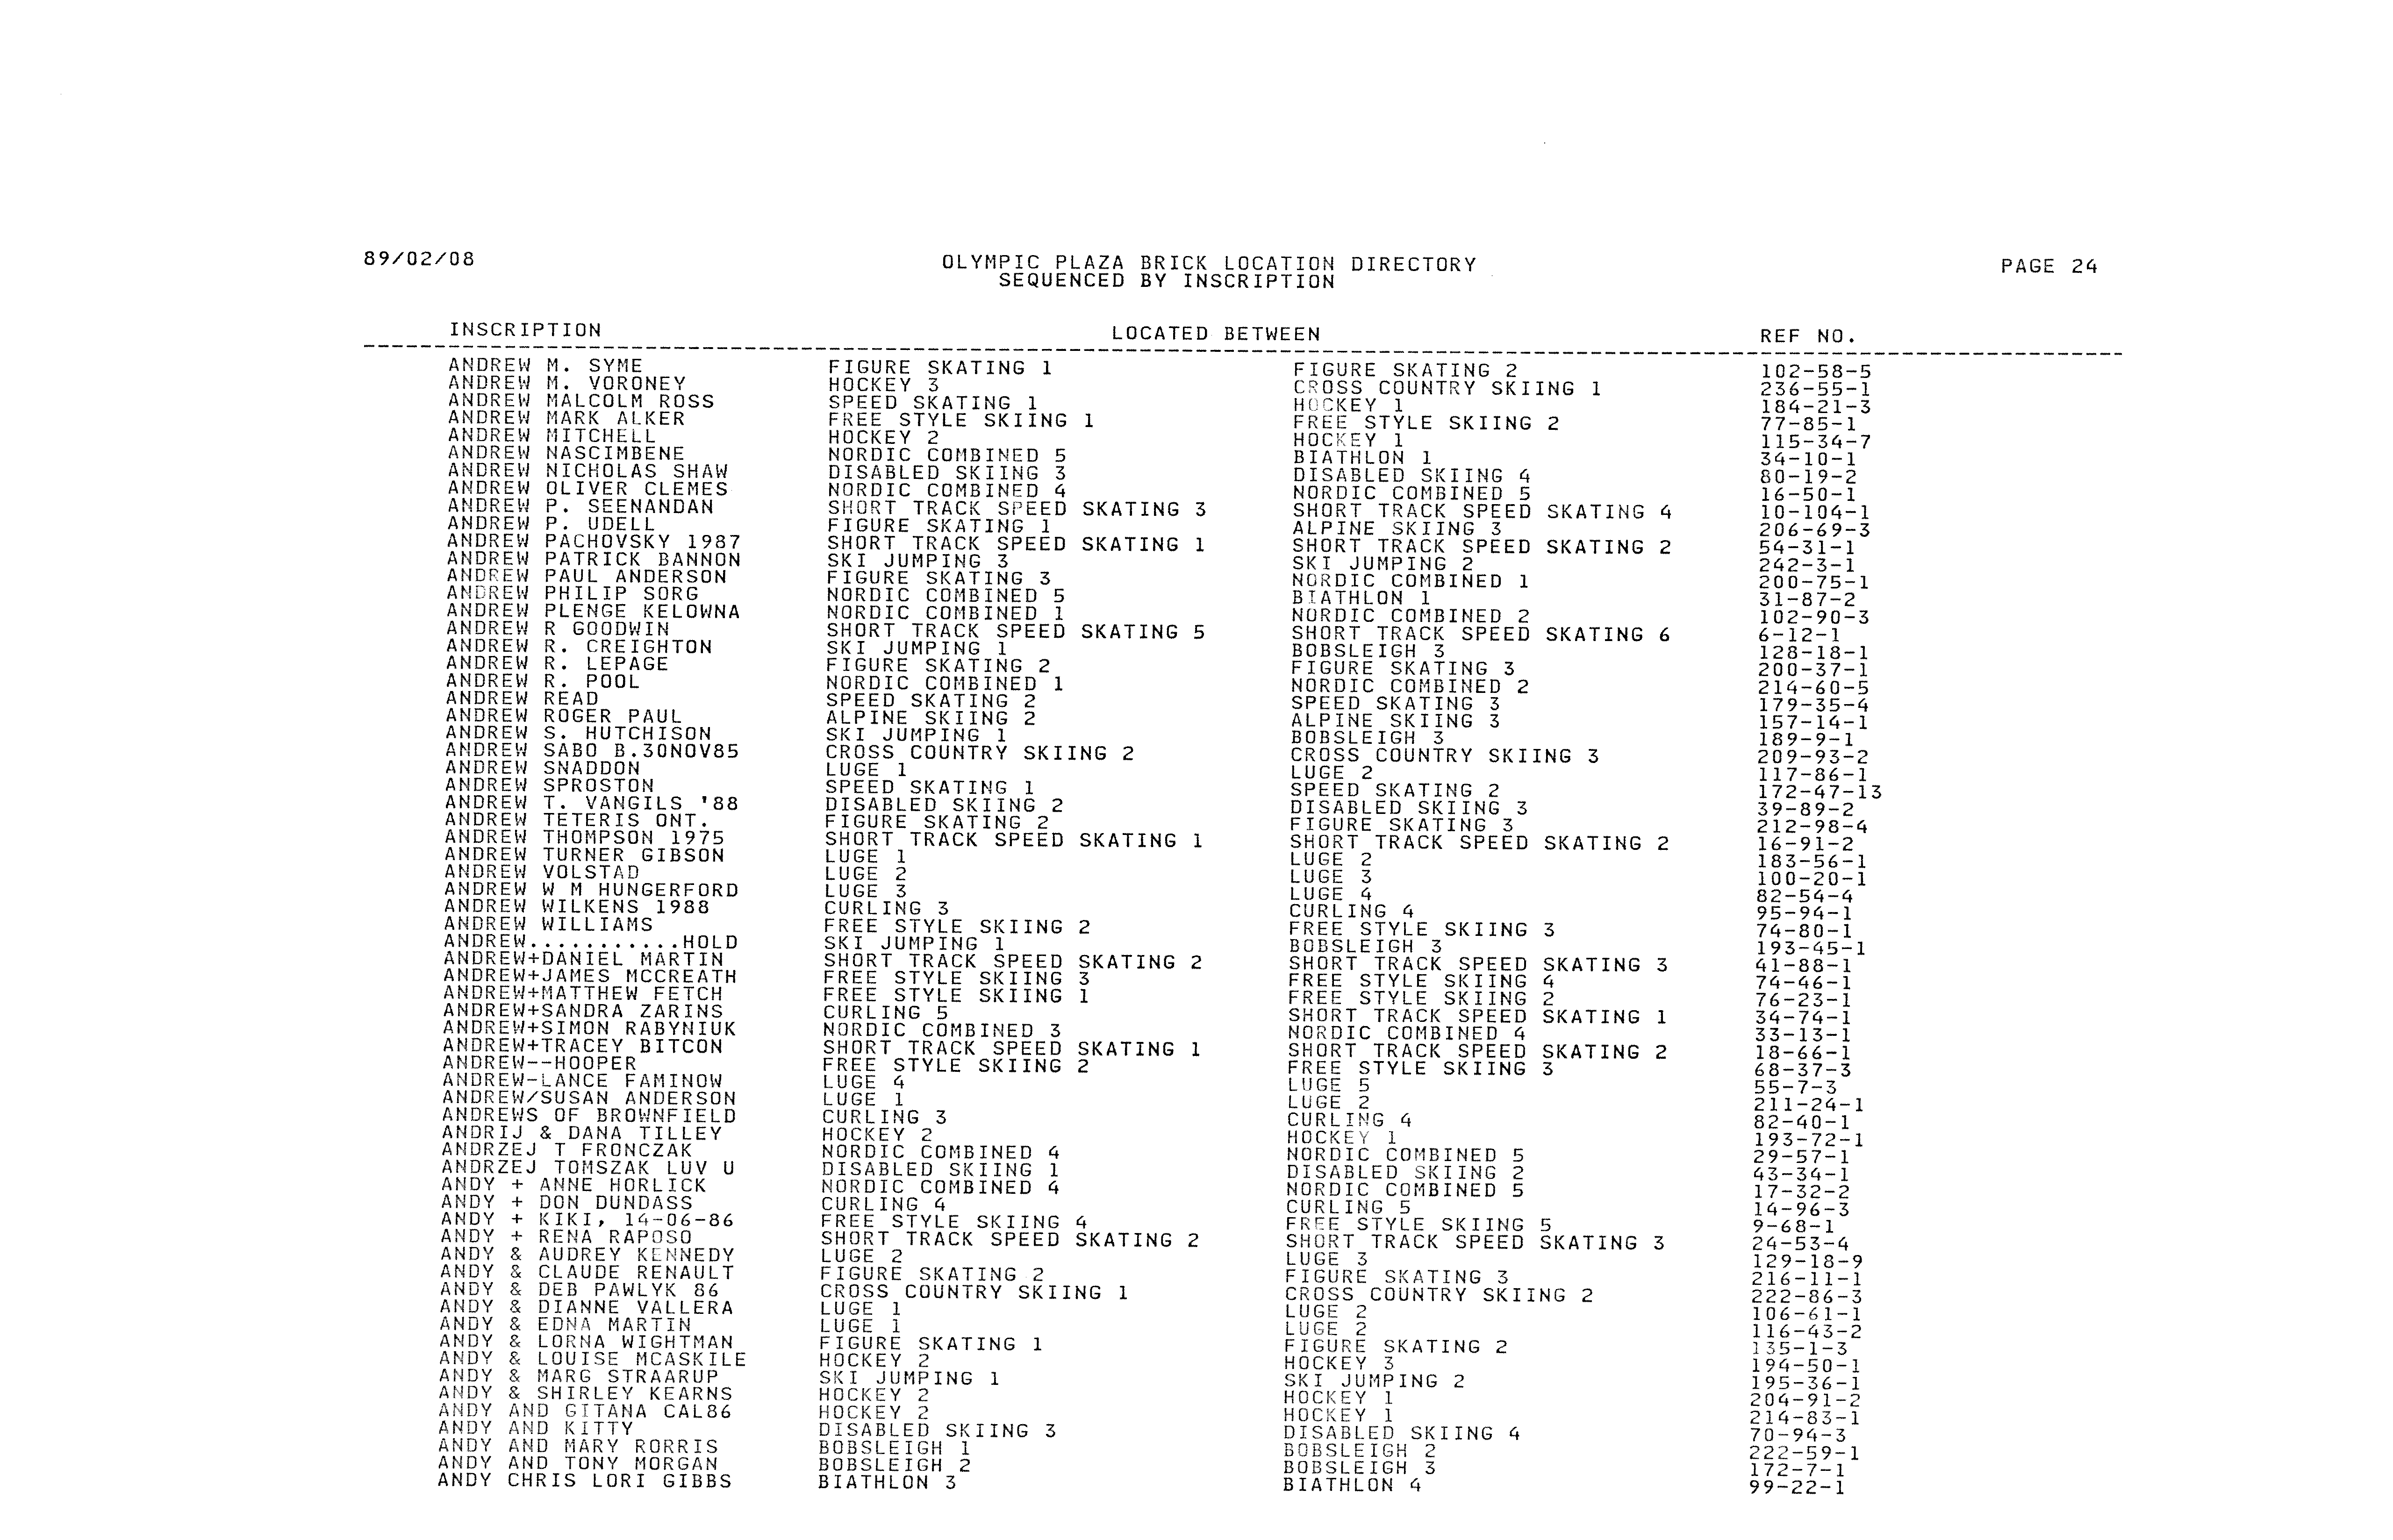 89/02/08 OLYMPIC PLAZA BRICK LOCATION DIRECTORY PAGE 24
SEQUENCED BY INSCRIPTION
INSCRIPTION LOCATED BETWEEN REF NO.
ANDREW M. SYME FIGURE SKATING 1 FIGURE SKATING 2 102-58-5
ANDREW M. VORONEY HOCKEY 3 CROSS COUNTRY SKIING 1 236-55-1
ANDREW MALCOLM ROSS SPEED SKATING 1 HOCKEY 1 184-21-3
ANDREW MARK ALKER FREE STYLE SKIING 1 FREE STYLE SKIING 2 77-85-1
ANDREW MITCHELL HOCKEY 2 HOCKEY 1 115-34-7
ANDREW NASCIMBENE NORDIC COMBINED 5 BIATHLON 1 34-10-1
ANDREW NICHOLAS SHAW DISABLED SKIING 3 DISABLED SKIING 4 80-19-2
ANDREW OLIVER CLEMES NORDIC COMBINED 4 NORDIC COMBINED 5 16-50-1
ANDREW P. SEENANDAN SHORT TRACK SPEED SKATING 3 SHORT TRACK SPEED SKATING 4 10-104-1
ANDREW P. UDELL FIGURE SKATING 1 ALPINE SKIING 3 206-69-3
ANDREW PACHOVSKY 1987 SHORT TRACK SPEED SKATING 1 SHORT TRACK SPEED SKATING 2 54-31-1
ANDREW PATRICK BANNON SKI JUMPING 3 SKI JUMPING 2 242-3-1
ANDREW PAUL ANDERSON FIGURE SKATING 3 NORDIC COMBINED 1 200-75-1
ANDREW PHILIP SORG NORDIC COMBINED 5 BIATHLON 1 31-87-2
ANDREW PLENGE KELOWNA NORDIC COMBINED 1 NORDIC COMBINED 2 102-90-3
ANDREW R GOODWIN SHORT TRACK SPEED SKATING 5 SHORT TRACK SPEED SKATING 6 6-12-1
ANDREW R. CREIGHTON SKI JUMPING 1 BOBSLEIGH 3 128-18-1
ANDREW R. LEPAGE FIGURE SKATING 2 FIGURE SKATING 3 200-37-1
ANDREW R. POOL NORDIC COMBINED 1 NORDIC COMBINED 2 214-60-5
ANDREW READ SPEED SKATING 2 SPEED SKATING 3 179-35-4
ANDREW ROGER PAUL ALPINE SKIING 2 ALPINE SKIING 3 157-14-1
ANDREW S. HUTCHISON SKI JUMPING 1 BOBSLEIGH 3 189-9-1
ANDREW SABO B.30NOV85 CROSS COUNTRY SKIING 2 CROSS COUNTRY SKIING 3 209-93-2
ANDREW SNADDON LUGE 1 LUGE 2 117-86-1
ANDREW SPROSTON SPEED SKATING 1 SPEED SKATING 2 172-47-13
ANDREW T. VANGILS '88 DISABLED SKIING 2 DISABLED SKIING 3 39-89-2
ANDREW TETERIS ONT. FIGURE SKATING 2 FIGURE SKATING 3 212-98-4
ANDREW THOMPSON 1975 SHORT TRACK SPEED SKATING 1 SHORT TRACK SPEED SKATING 2 16-91-2
ANDREW TURNER GIBSON LUGE 1 LUGE 2 183-56-1
ANDREW VOLSTAD LUGE 2 LUGE 3 100-20-1
ANDREW W M HUNGERFORD LUGE 3 LUGE 4 82-54-4
ANDREW WILKENS 1988 CURLING 3 CURLING 4 95-94-1
ANDREW WILLIAMS FREE STYLE SKIING 2 FREE STYLE SKIING 3 74-80-1
ANDREW...........HOLD SKI JUMPING 1 BOBSLEIGH 3 193-45-1
ANDREW+DANIEL MARTIN SHORT TRACK SPEED SKATING 2 SHORT TRACK SPEED SKATING 3 41-88-1
ANDREW+JAMES MCCREATH FREE STYLE SKIING 3 FREE STYLE SKIING 4 74-46-1
ANDREW+MATTHEW FETCH FREE STYLE SKIING 1 FREE STYLE SKIING 2 76-23-1
ANDREW+SANDRA ZARINS CURLING 5 SHORT TRACK SPEED SKATING 1 34-74-1
ANDREW+SIMON RABYNIUK NORDIC COMBINED 3 NORDIC COMBINED 4 33-13-1
ANDREW+TRACEY BITCON SHORT TRACK SPEED SKATING 1 SHORT TRACK SPEED SKATING 2 18-66-1
ANDREW--HOOPER FREE STYLE SKIING 2 FREE STYLE SKIING 3 68-37-3
ANDREW-LANCE FAMINOW LUGE 4 LUGE 5 55-7-3
ANDREW/SUSAN ANDERSON LUGE 1 LUGE 2 211-24-1
ANDREWS OF BROWNFIELD CURLING 3 CURLING 4 82-40-1
ANDRIJ & DANA TILLEY HOCKEY 2 HOCKEY 1 193-72-1
ANDRZEJ T FRONCZAK NORDIC COMBINED 4 NORDIC COMBINED 5 29-57-1
ANDRZEJ TOMSZAK LUV U DISABLED SKIING 1 DISABLED SKIING 2 43-34-1
ANDY + ANNE HORLICK NORDIC COMBINED 4 NORDIC COMBINED 5 17-32-2
ANDY + DON DUNDASS CURLING 4 CURLING 5 14-96-3
ANDY + KIKI, 14-06-86 FREE STYLE SKIING 4 FREE STYLE SKIING 5 9-68-1
ANDY + RENA RAPOSO SHORT TRACK SPEED SKATING 2 SHORT TRACK SPEED SKATING 3 24-53-4
ANDY & AUDREY KENNEDY LUGE 2 LUGE 3 129-18-9
ANDY & CLAUDE RENAULT FIGURE SKATING 2 FIGURE SKATING 3 216-11-1
ANDY & DEB PAWLYK 86 CROSS COUNTRY SKIING 1 CROSS COUNTRY SKIING 2 222-86-3
ANDY & DIANNE VALLERA LUGE 1 LUGE 2 106-61-1
ANDY & EDNA MARTIN LUGE 1 LUGE 2 116-43-2
ANDY & LORNA WIGHTMAN FIGURE SKATING 1 FIGURE SKATING 2 135-1-3
ANDY & LOUISE MCASKILE HOCKEY 2 HOCKEY 3 194-50-1
ANDY & MARG STRAARUP SKI JUMPING 1 SKI JUMPING 2 195-36-1
ANDY & SHIRLEY KEARNS HOCKEY 2 HOCKEY 1 204-91-2
ANDY AND GITANA CAL86 HOCKEY 2 HOCKEY 1 214-83-1
ANDY AND KITTY DISABLED SKIING 3 DISABLED SKIING 4 70-94-3
ANDY AND MARY RORRIS BOBSLEIGH 1 BOBSLEIGH 2 222-59-1
ANDY AND TONY MORGAN BOBSLEIGH 2 BOBSLEIGH 3 172-7-1
ANDY CHRIS LORI GIBBS BIATHLON 3 BIATHLON 4 99-22-1